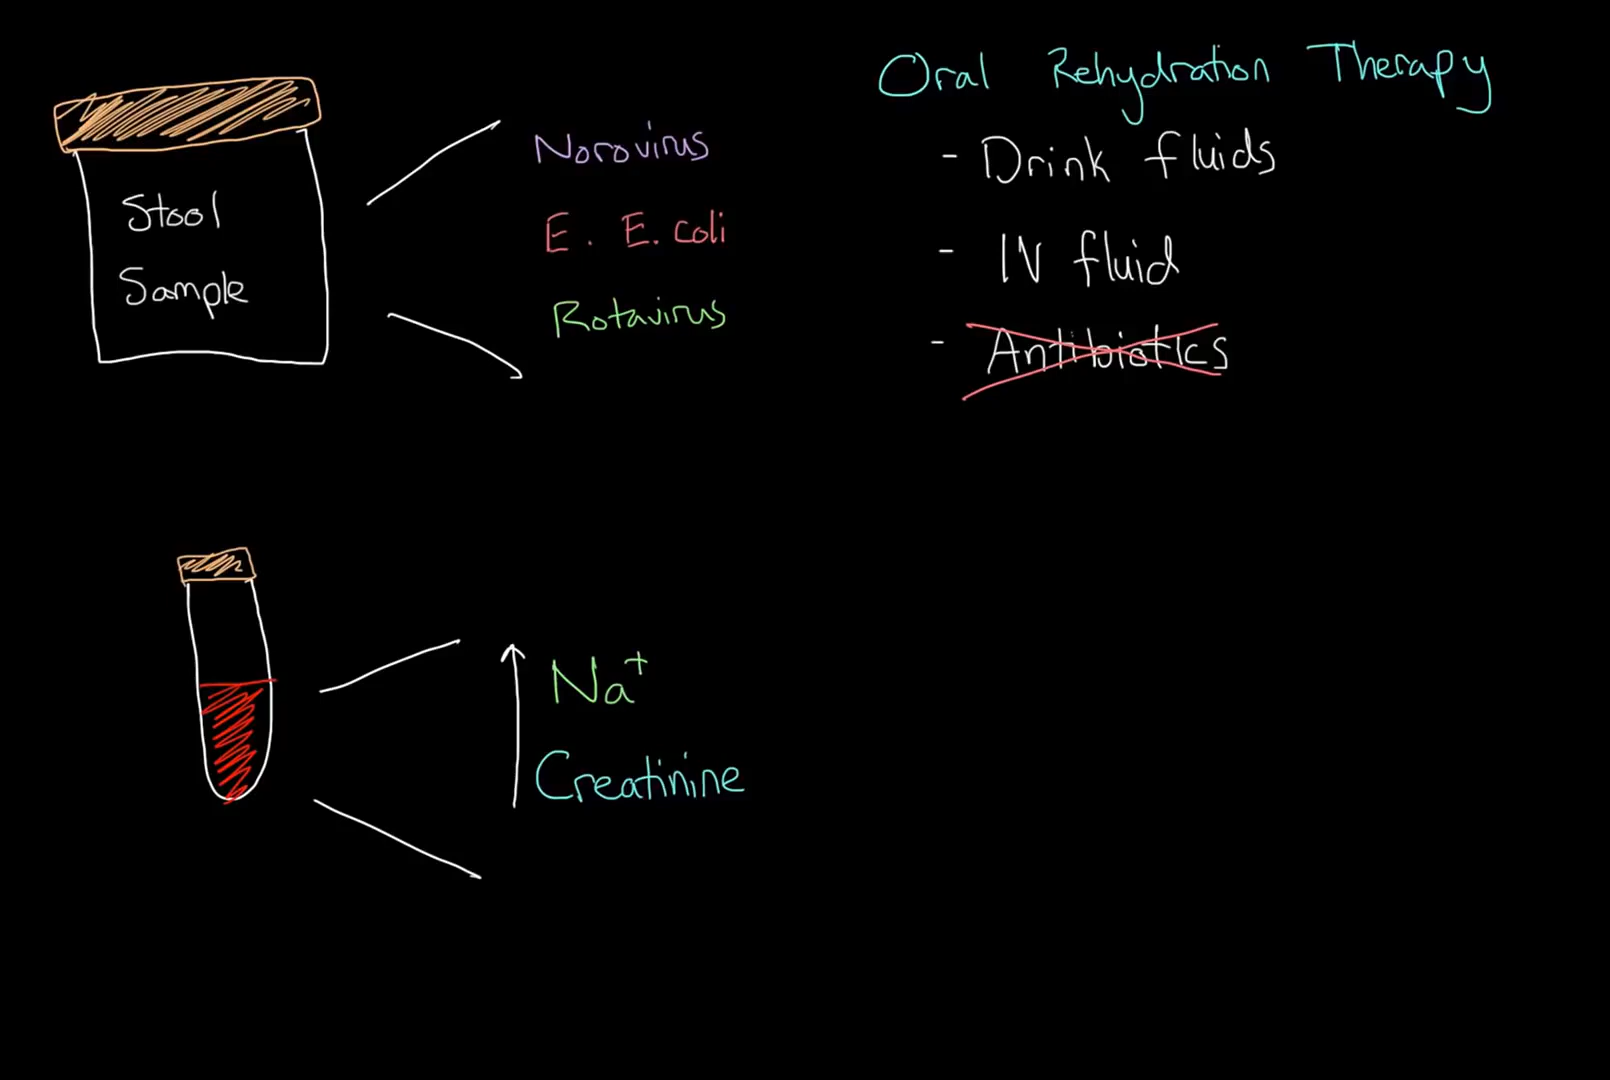 Stool
Sample
Norovirus
E. E. coli
Rotavirus
Oral Rehydration Therapy
- Drink fluids
- IV fluid
- Antibiotics
Na+
Creatinine